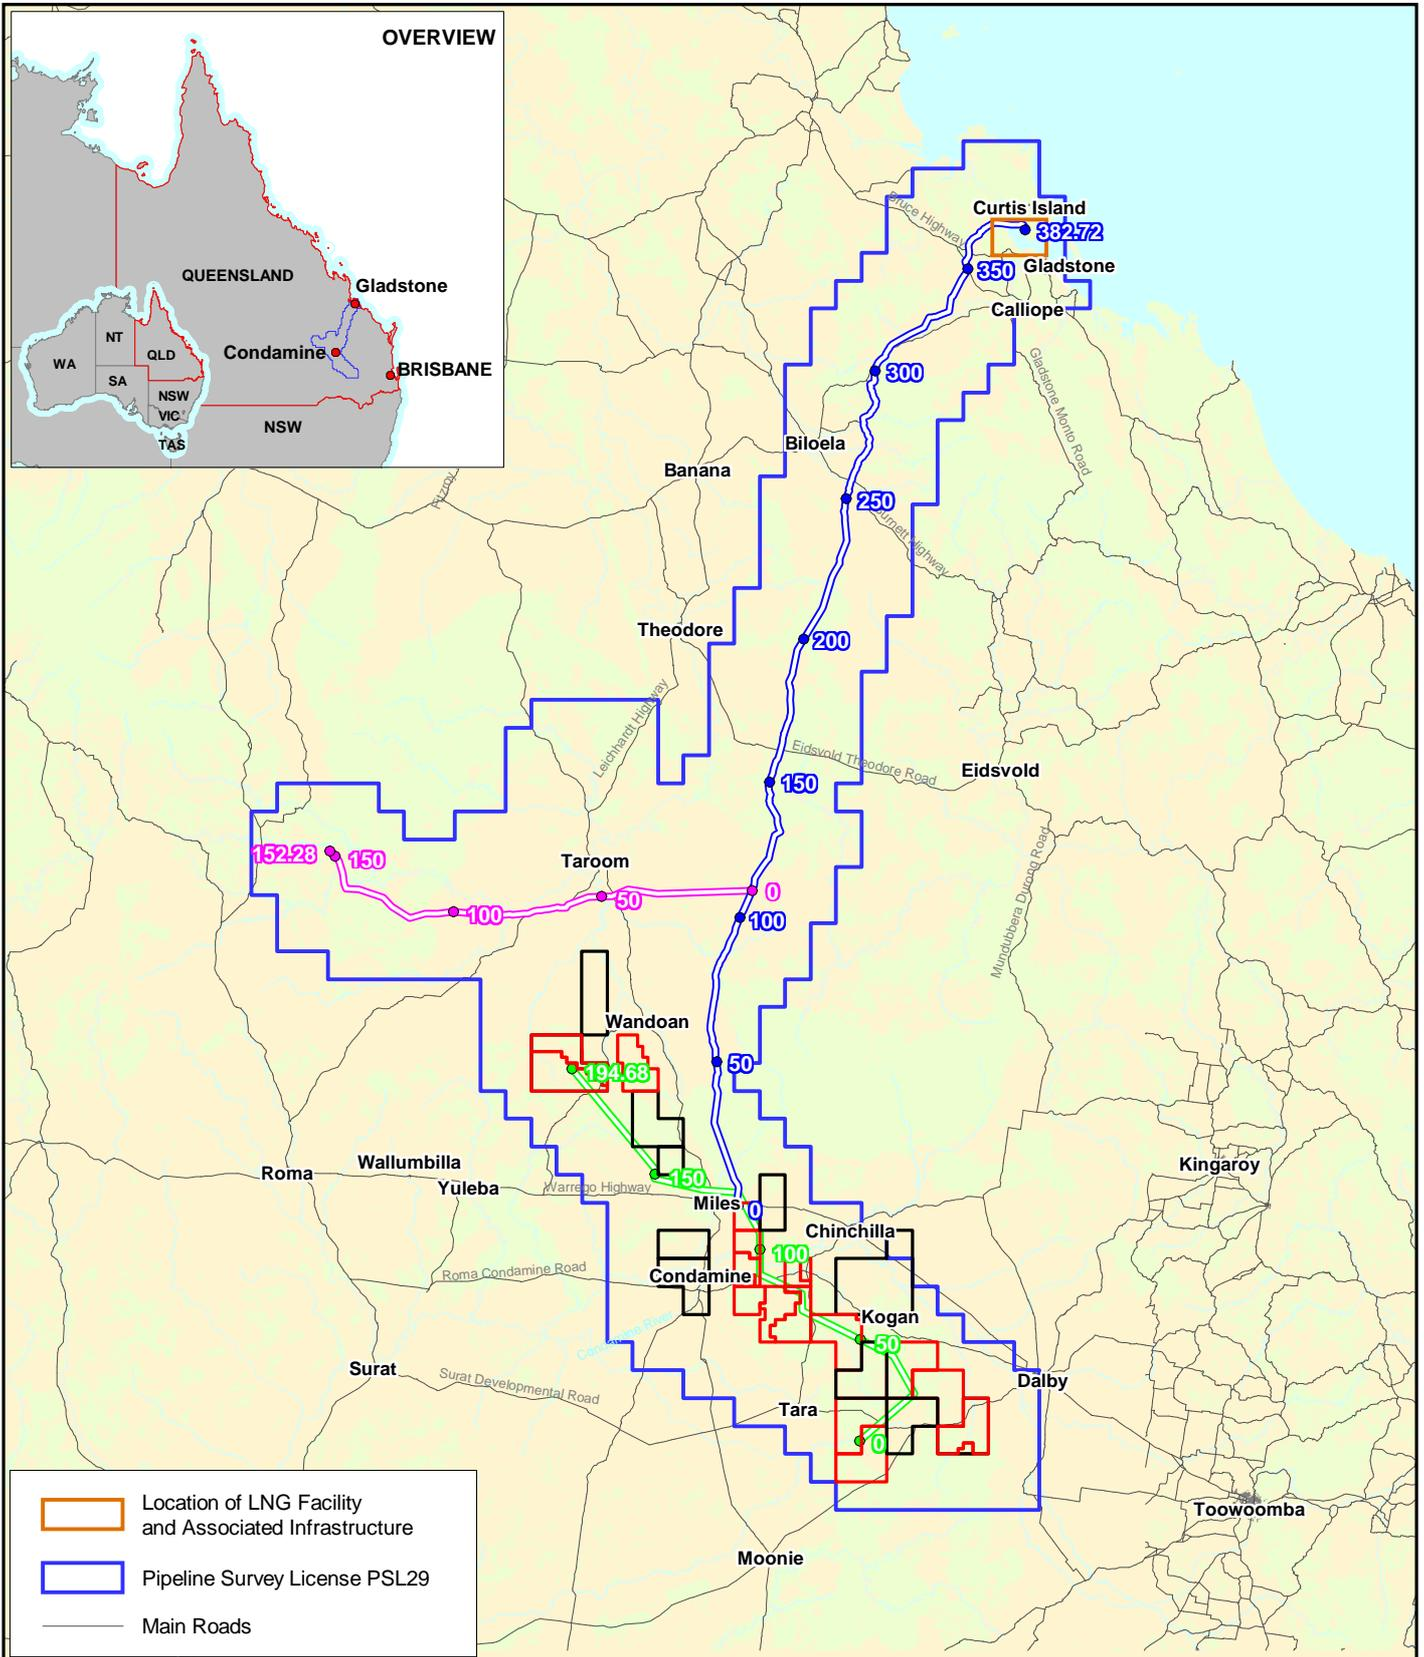 OVERVIEW
QUEENSLAND
Gladstone
Condamine
BRISBANE
NSW
NT
WA
QLD
SA
NSW
VIC
TAS
Bruce Highway
Curtis Island
382.72
350
Gladstone
Calliope
Gladstone Monto Road
300
Biloela
Banana
Fitzroy
250
Burnett Highway
Theodore
200
Leichhardt Highway
Eidsvold Theodore Road
Eidsvold
150
Mundubbera Durong Road
152.28
150
Taroom
50
0
100
100
Wandoan
50
194.68
Roma
Wallumbilla
Yuleba
Warrego Highway
150
Miles
0
Kingaroy
Chinchilla
100
Roma Condamine Road
Condamine
Condamine River
Kogan
50
Surat
Surat Developmental Road
Dalby
Tara
0
Toowoomba
Moonie
Location of LNG Facility
and Associated Infrastructure
Pipeline Survey License PSL29
Main Roads